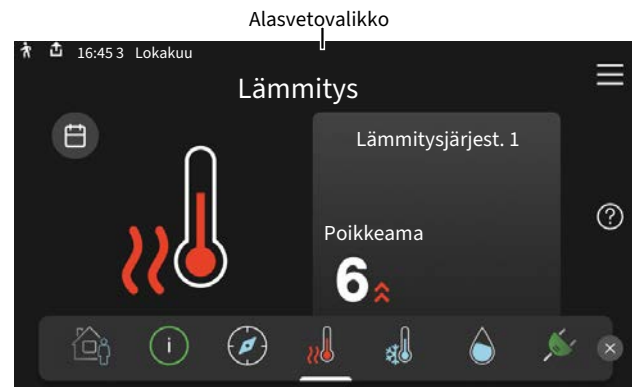 Alasvetovalikko
16:45 3 Lokakuu
Lämmitys
Lämmitysjärjest. 1
Poikkeama
6